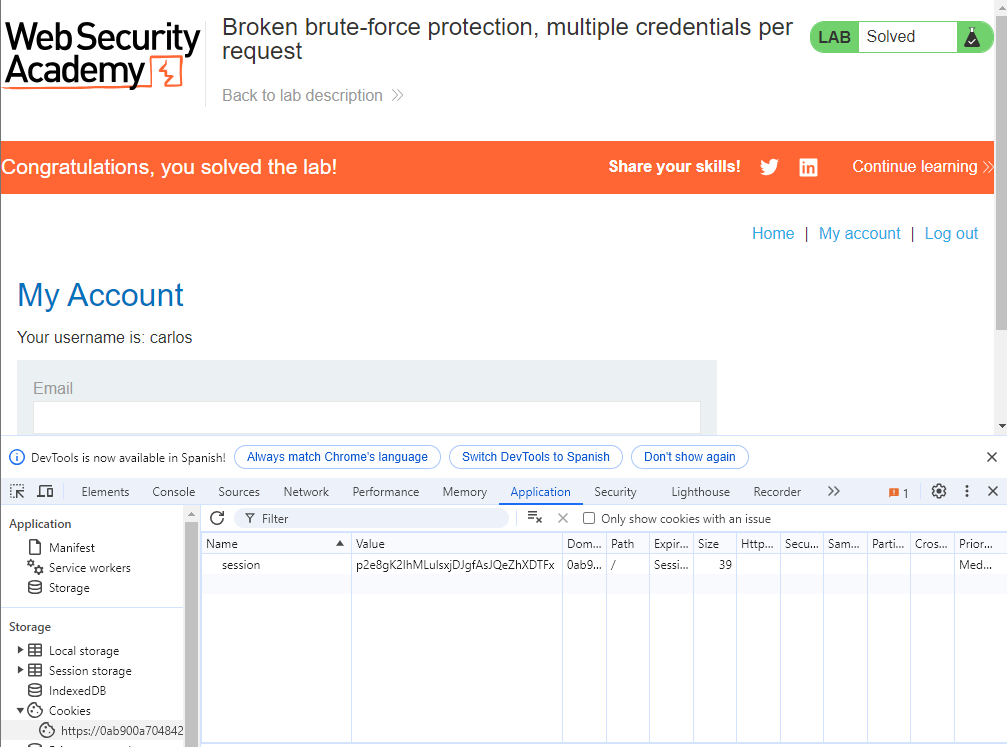 Web Security
Academy
Broken brute-force protection, multiple credentials per
request
Back to lab description
LAB Solved
Congratulations, you solved the lab!
Share your skills!
Continue learning
Home | My account | Log out
My Account
Your username is: carlos
Email
DevTools is now available in Spanish! Always match Chrome's language Switch DevTools to Spanish Don't show again
Elements Console Sources Network Performance Memory Application Security Lighthouse Recorder 1
Application
Manifest
Service workers
Storage
Storage
Local storage
Session storage
IndexedDB
Cookies
https://0ab900a704842
Filter Only show cookies with an issue
Name Value Dom... Path Expir... Size Http... Secu... Sam... Parti... Cros... Prior...
session 0ab9... / Sessi... 39 Med...